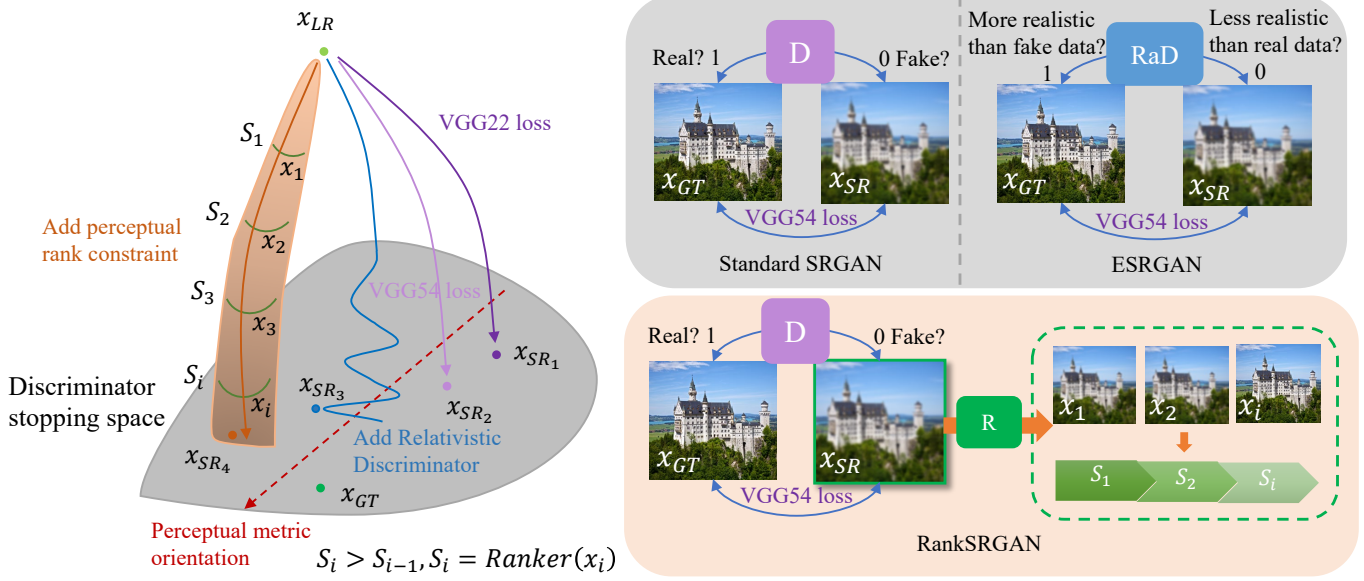 x_LR
VGG22 loss
S_1
x_1
S_2
x_2
Add perceptual
rank constraint
S_3
x_3
VGG54 loss
S_i
x_i
x_SR_1
x_SR_2
x_SR_3
Discriminator
stopping space
x_SR_4
Add Relativistic
Discriminator
x_GT
Perceptual metric
orientation
S_i > S_{i-1}, S_i = Ranker(x_i)
Real? 1
D
0 Fake?
x_GT
x_SR
VGG54 loss
Standard SRGAN
More realistic
than fake data?
1
RaD
Less realistic
than real data?
0
x_GT
x_SR
VGG54 loss
ESRGAN
Real? 1
D
0 Fake?
x_GT
x_SR
VGG54 loss
R
x_1
x_2
x_i
S_1
S_2
S_i
RankSRGAN